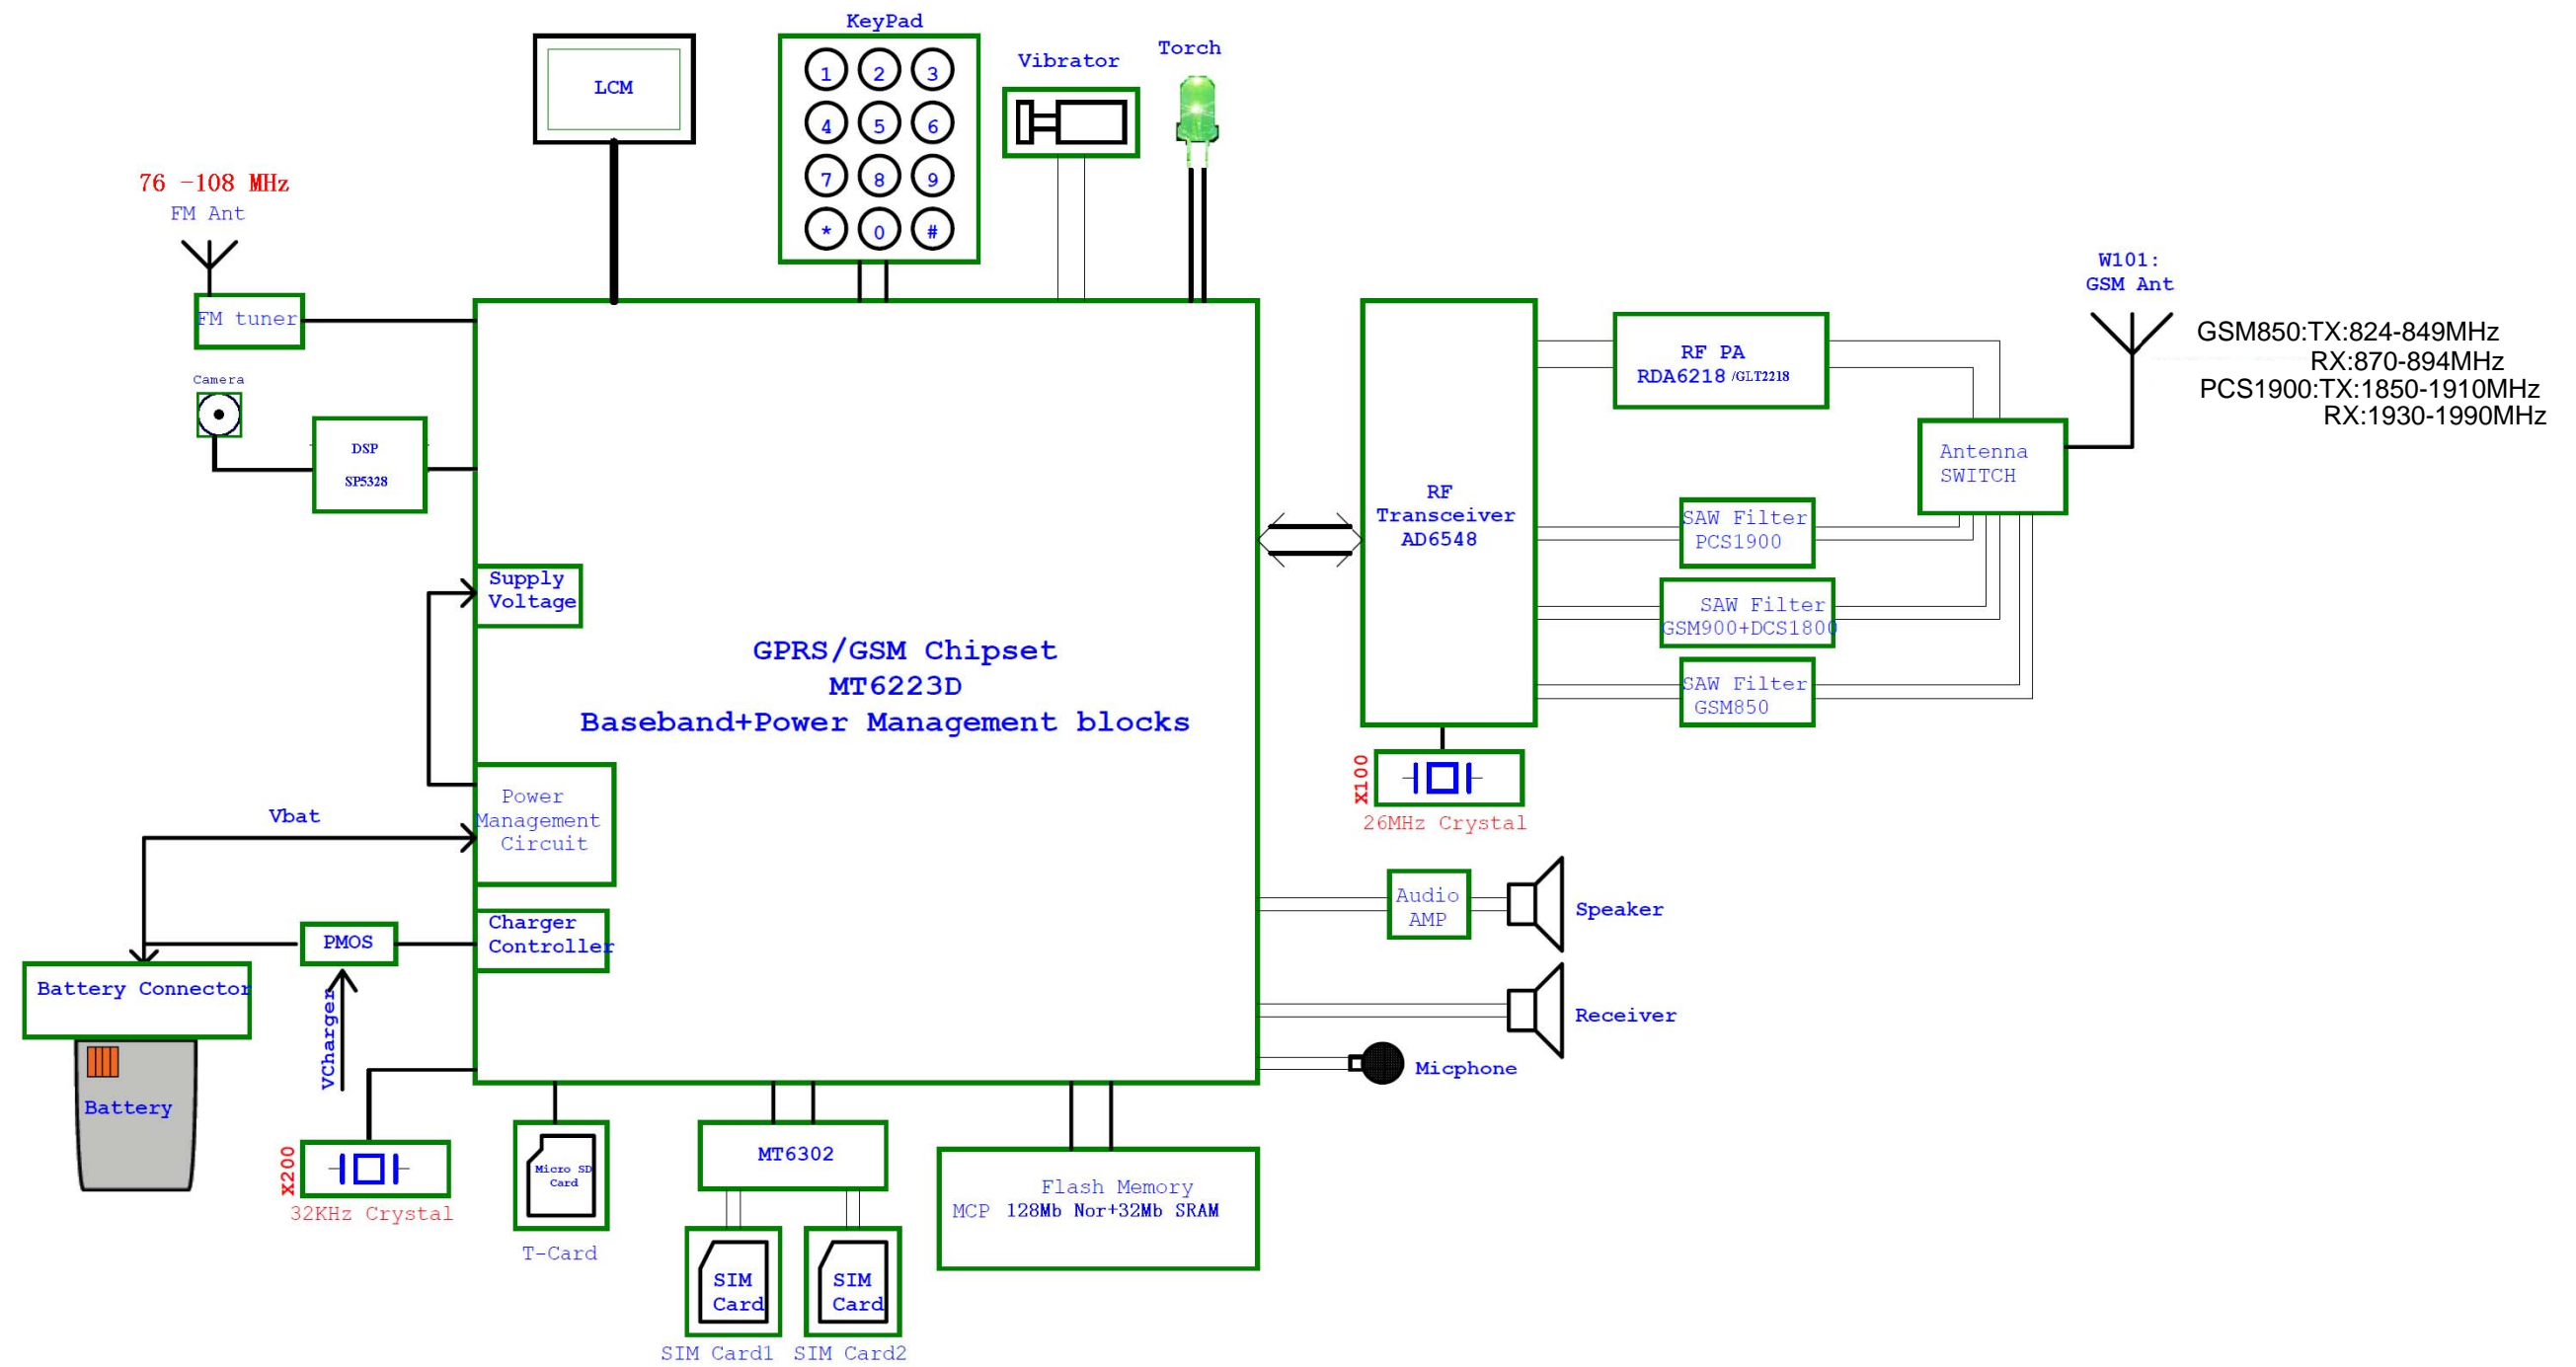 KeyPad
1 2 3
4 5 6
7 8 9
* 0 #
LCM
Vibrator
Torch
76 -108 MHz
FM Ant
FM tuner
Camera
DSP
SP5328
Supply
Voltage
GPRS/GSM Chipset
MT6223D
Baseband+Power Management blocks
Power
Management
Circuit
Vbat
Charger
Controller
PMOS
VCharger
Battery Connector
Battery
X200
32KHz Crystal
Micro SD
Card
T-Card
MT6302
SIM
Card
SIM Card1
SIM
Card
SIM Card2
Flash Memory
MCP 128Mb Nor+32Mb SRAM
RF
Transceiver
AD6548
X100
26MHz Crystal
RF PA
RDA6218 /GLT2218
SAW Filter
PCS1900
SAW Filter
GSM900+DCS1800
SAW Filter
GSM850
Antenna
SWITCH
W101:
GSM Ant
GSM850:TX:824-849MHz
RX:870-894MHz
PCS1900:TX:1850-1910MHz
RX:1930-1990MHz
Audio
AMP
Speaker
Receiver
Micphone